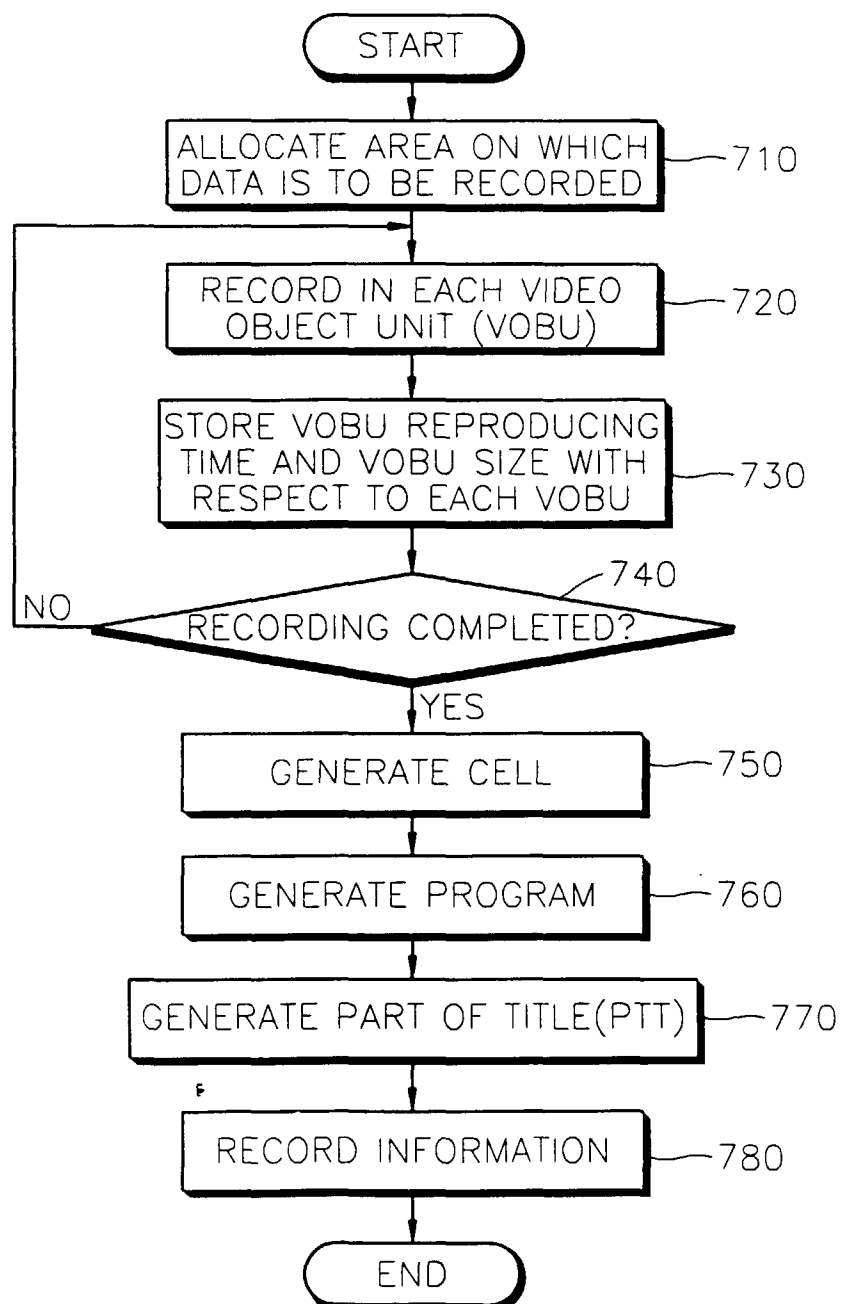 START
ALLOCATE AREA ON WHICH
DATA IS TO BE RECORDED
710
RECORD IN EACH VIDEO
OBJECT UNIT (VOBU)
720
STORE VOBU REPRODUCING
TIME AND VOBU SIZE WITH
RESPECT TO EACH VOBU
730
740
NO
RECORDING COMPLETED?
YES
GENERATE CELL
750
GENERATE PROGRAM
760
GENERATE PART OF TITLE(PTT)
770
RECORD INFORMATION
780
END